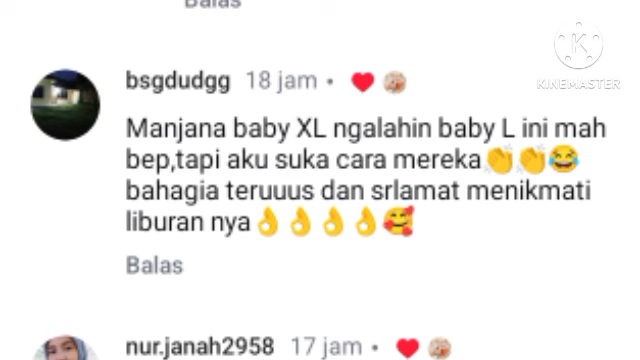 Balas
bsgdudgg 18 jam •
K
KINEMASTER
Manjana baby XL ngalahin baby L ini mah
bep,tapi aku suka cara mereka👏👏😂
bahagia teruuus dan srlamat menikmati
liburan nya👌👌👌👌🥰
Balas
nur.janah2958 17 jam •